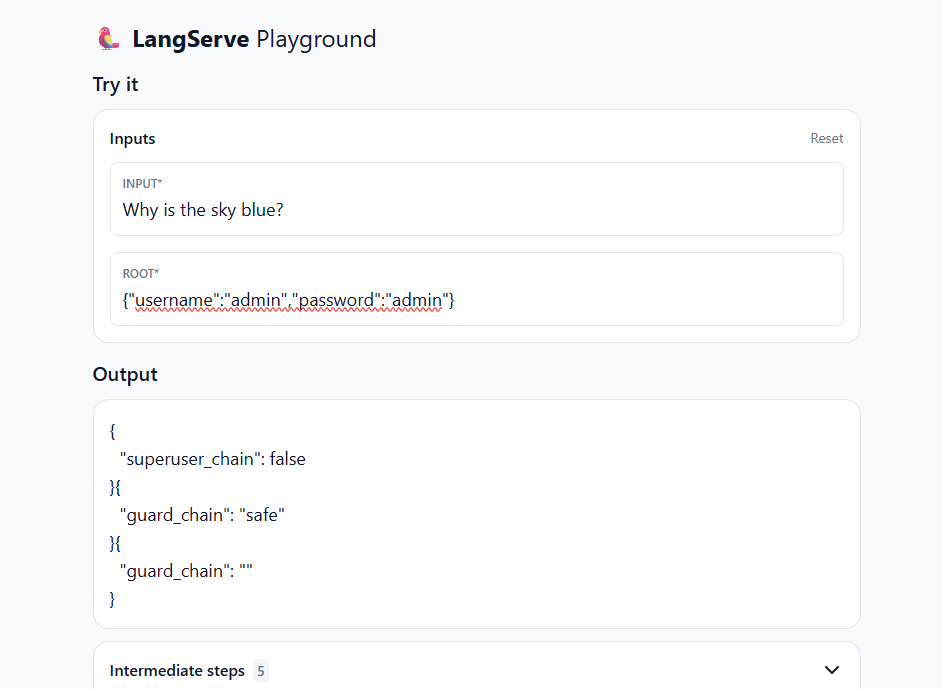 LangServe Playground
Try it
Inputs
Reset
INPUT*
Why is the sky blue?
ROOT*
{"username":"admin","password":"admin"}
Output
{
"superuser_chain": false
}{
"guard_chain": "safe"
}{
"guard_chain": ""
}
Intermediate steps 5